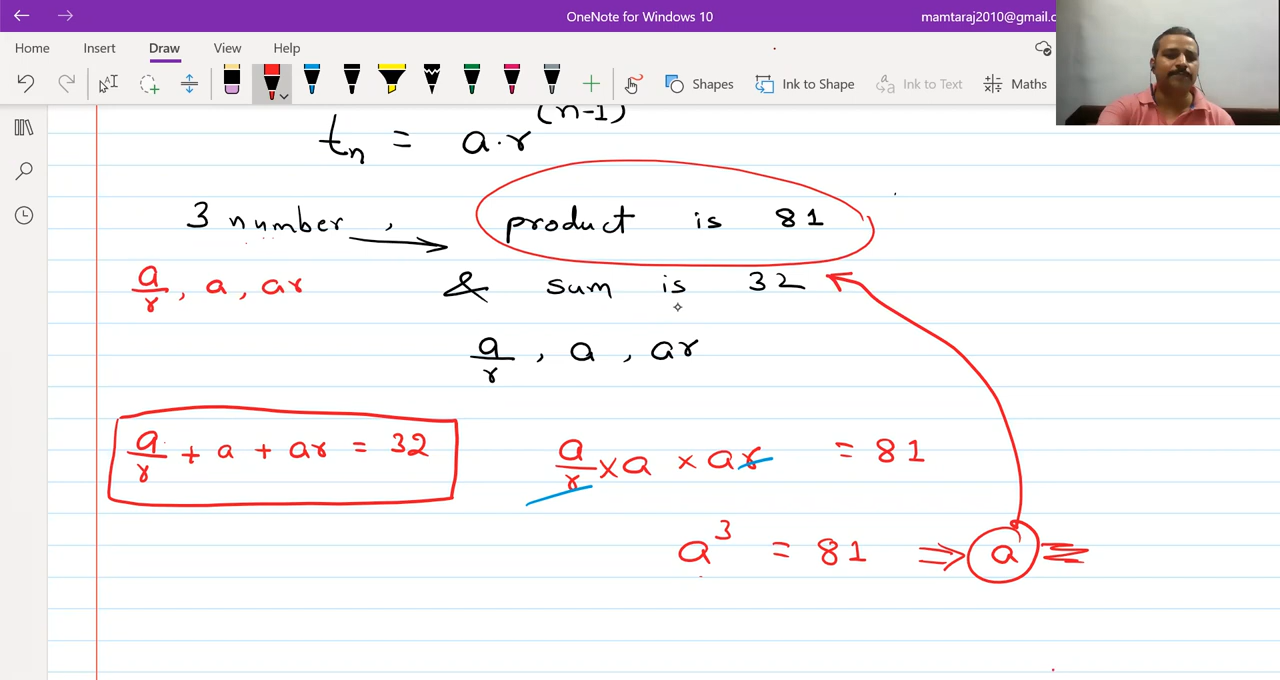 OneNote for Windows 10
mamtaraj2010@gmail.c
Home Insert Draw View Help
Shapes Ink to Shape Ink to Text Maths
tn = a.r^(n-1)
3 number, product is 81
a/r, a, ar & sum is 32
a/r, a, ar
a/r + a + ar = 32
a/r × a × ar = 81
a^3 = 81 ⇒ a =